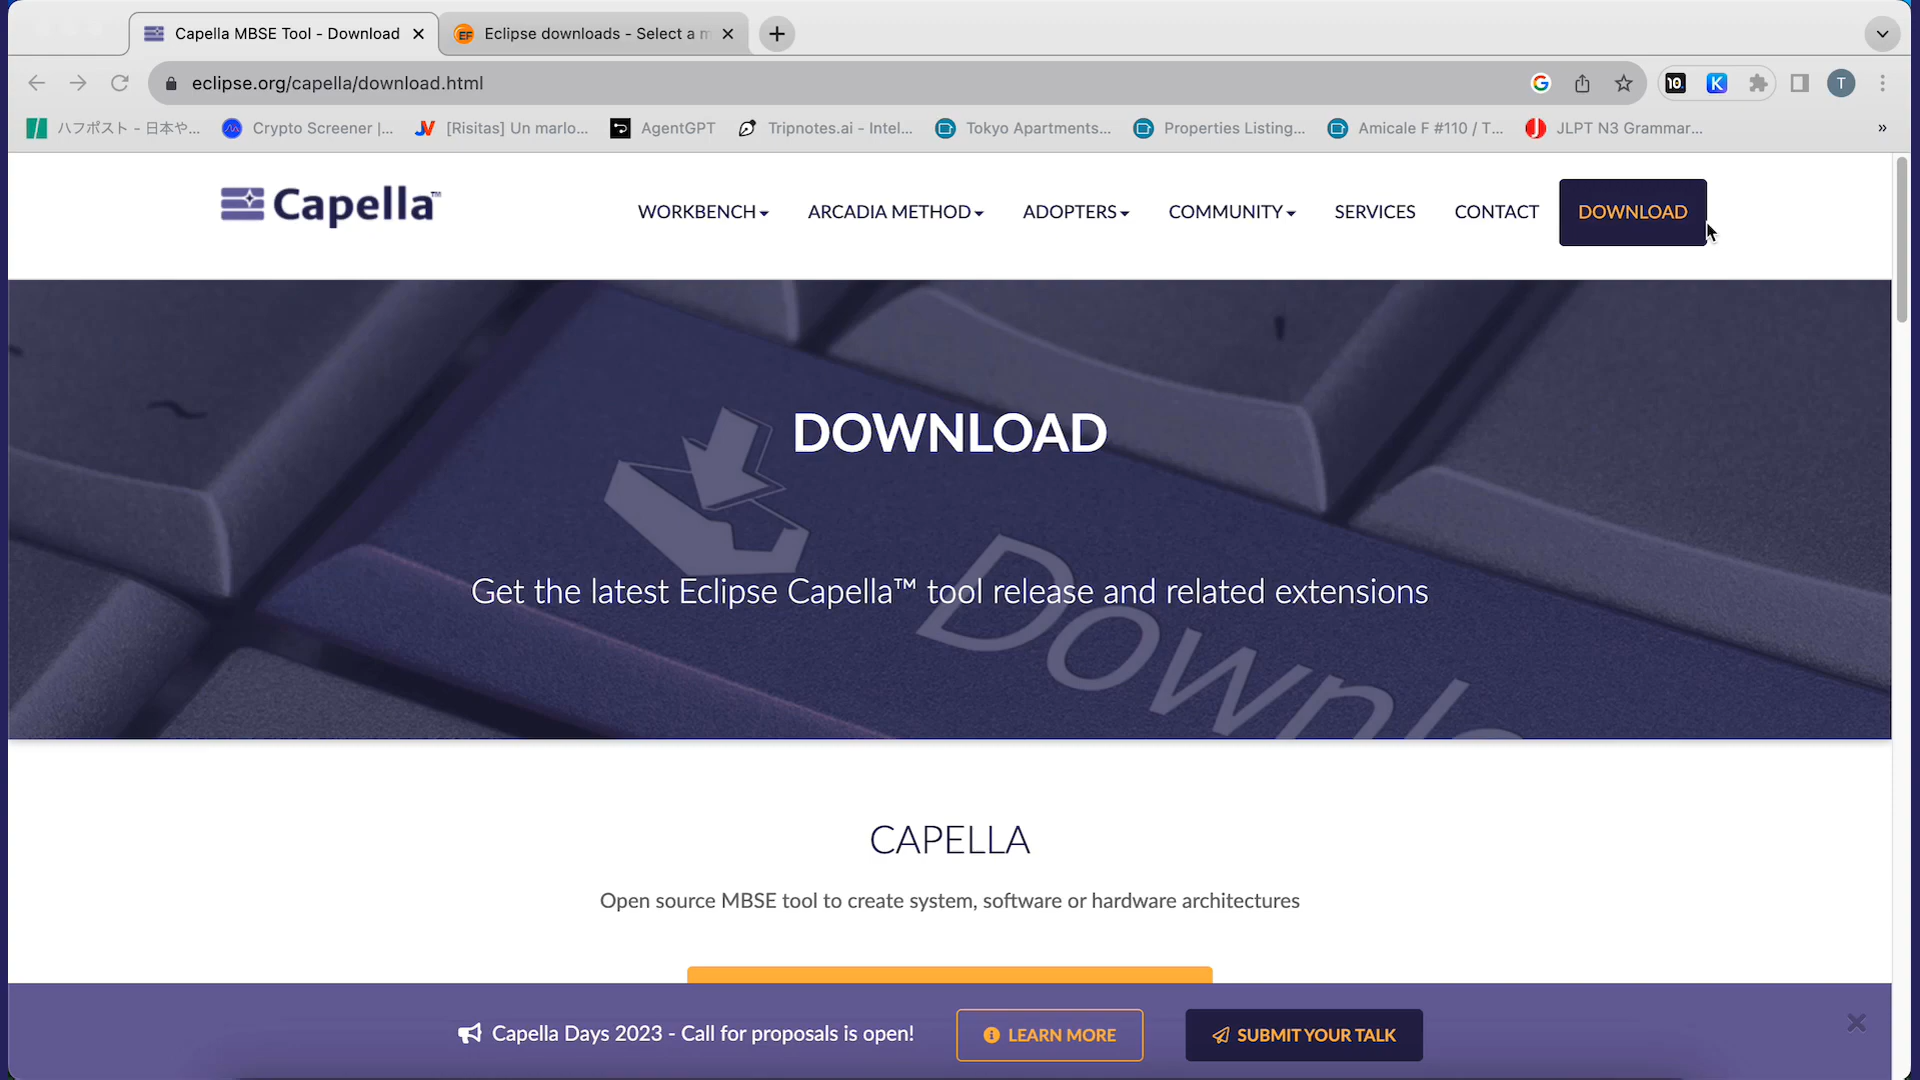 Capella MBSE Tool - Download
Eclipse downloads - Select a m
eclipse.org/capella/download.html
10
K
T
ハフポスト - 日本や...
Crypto Screener |...
[Risitas] Un marlo...
AgentGPT
Tripnotes.ai - Intel...
Tokyo Apartments...
Properties Listing...
Amicale F #110 / T...
JLPT N3 Grammar...
»
Capella™
WORKBENCH
ARCADIA METHOD
ADOPTERS
COMMUNITY
SERVICES
CONTACT
DOWNLOAD
DOWNLOAD
Get the latest Eclipse Capella™ tool release and related extensions
Downlo
CAPELLA
Open source MBSE tool to create system, software or hardware architectures
Capella Days 2023 - Call for proposals is open!
LEARN MORE
SUBMIT YOUR TALK